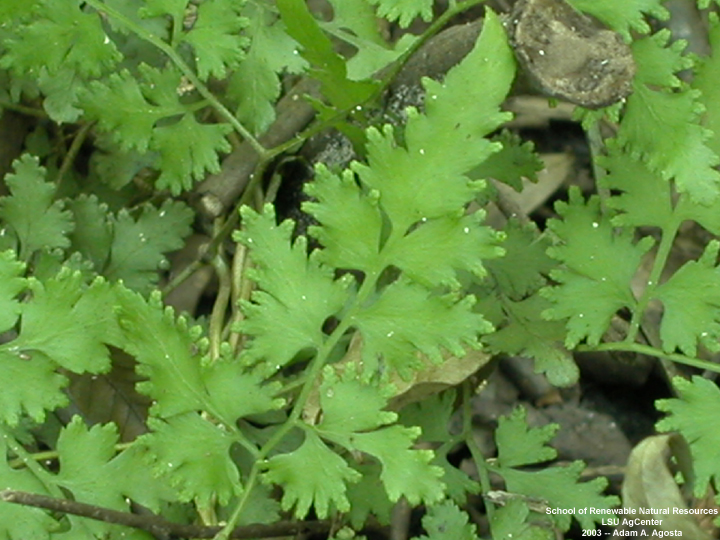 School of Renewable Natural Resources
LSU AgCenter
2003 -- Adam A. Agosta